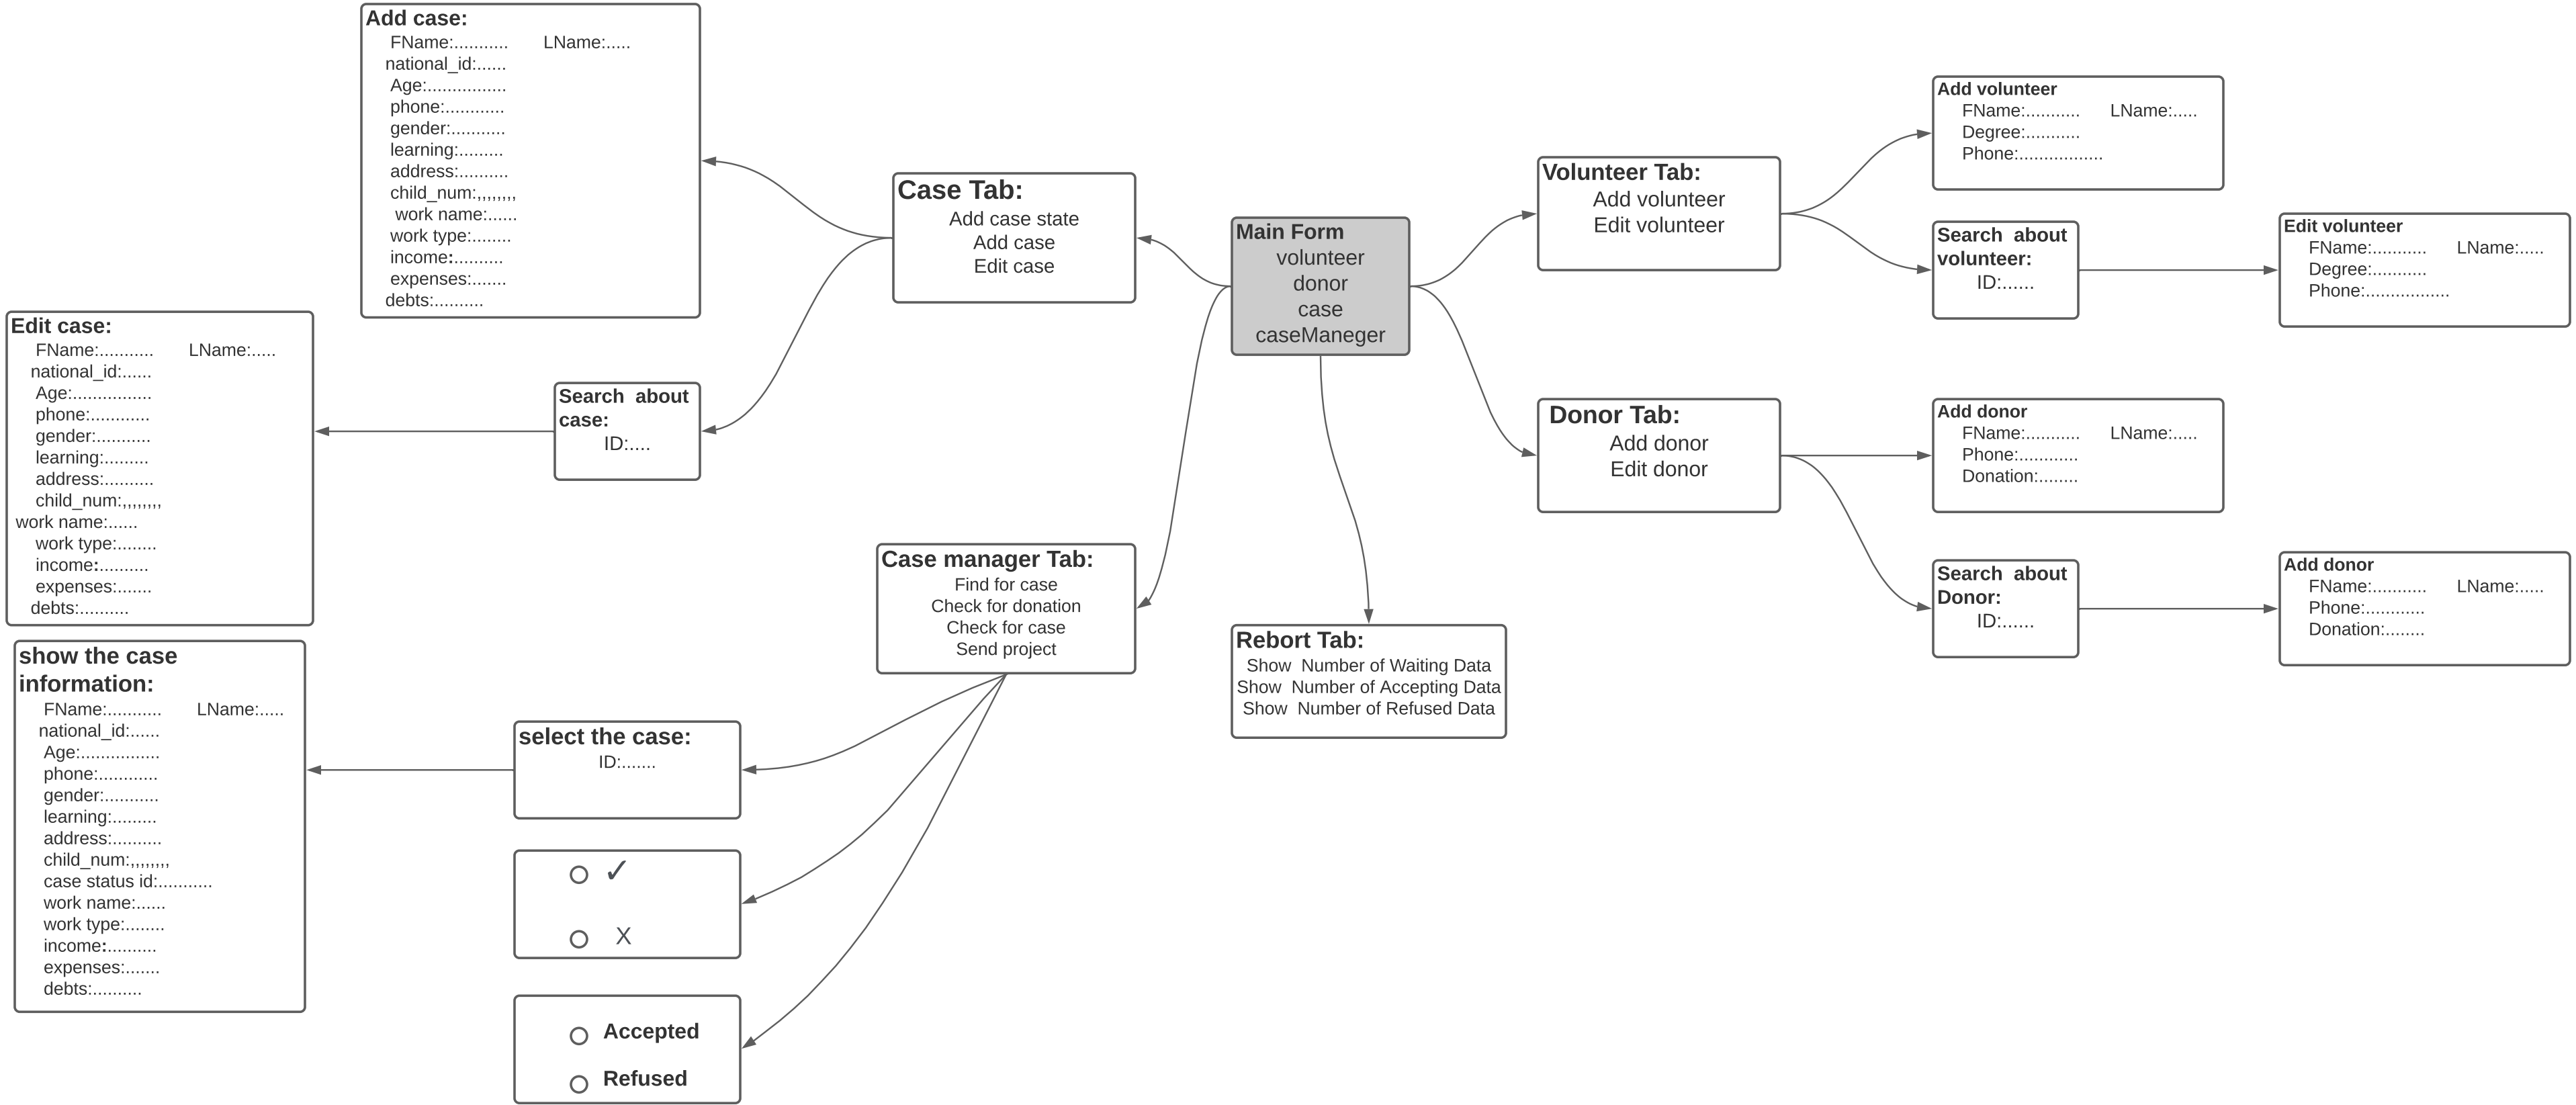 Add case:
FName:........... LName:.....
national_id:......
Age:................
phone:............
gender:...........
learning:.........
address:..........
child_num:,,,,,,,,
work name:......
work type:........
income:..........
expenses:.......
debts:..........
Edit case:
FName:........... LName:.....
national_id:......
Age:................
phone:............
gender:...........
learning:.........
address:..........
child_num:,,,,,,,,
work name:......
work type:........
income:..........
expenses:.......
debts:..........
Search about
case:
ID:....
Case Tab:
Add case state
Add case
Edit case
Main Form
volunteer
donor
case
caseManeger
Volunteer Tab:
Add volunteer
Edit volunteer
Add volunteer
FName:........... LName:.....
Degree:...........
Phone:.................
Search about
volunteer:
ID:......
Edit volunteer
FName:........... LName:.....
Degree:...........
Phone:.................
Donor Tab:
Add donor
Edit donor
Add donor
FName:........... LName:.....
Phone:............
Donation:........
Search about
Donor:
ID:......
Add donor
FName:........... LName:.....
Phone:............
Donation:........
Case manager Tab:
Find for case
Check for donation
Check for case
Send project
Rebort Tab:
Show Number of Waiting Data
Show Number of Accepting Data
Show Number of Refused Data
show the case
information:
FName:........... LName:.....
national_id:......
Age:................
phone:............
gender:...........
learning:.........
address:..........
child_num:,,,,,,,,
case status id:...........
work name:......
work type:........
income:..........
expenses:.......
debts:..........
select the case:
ID:.......
✓
X
Accepted
Refused